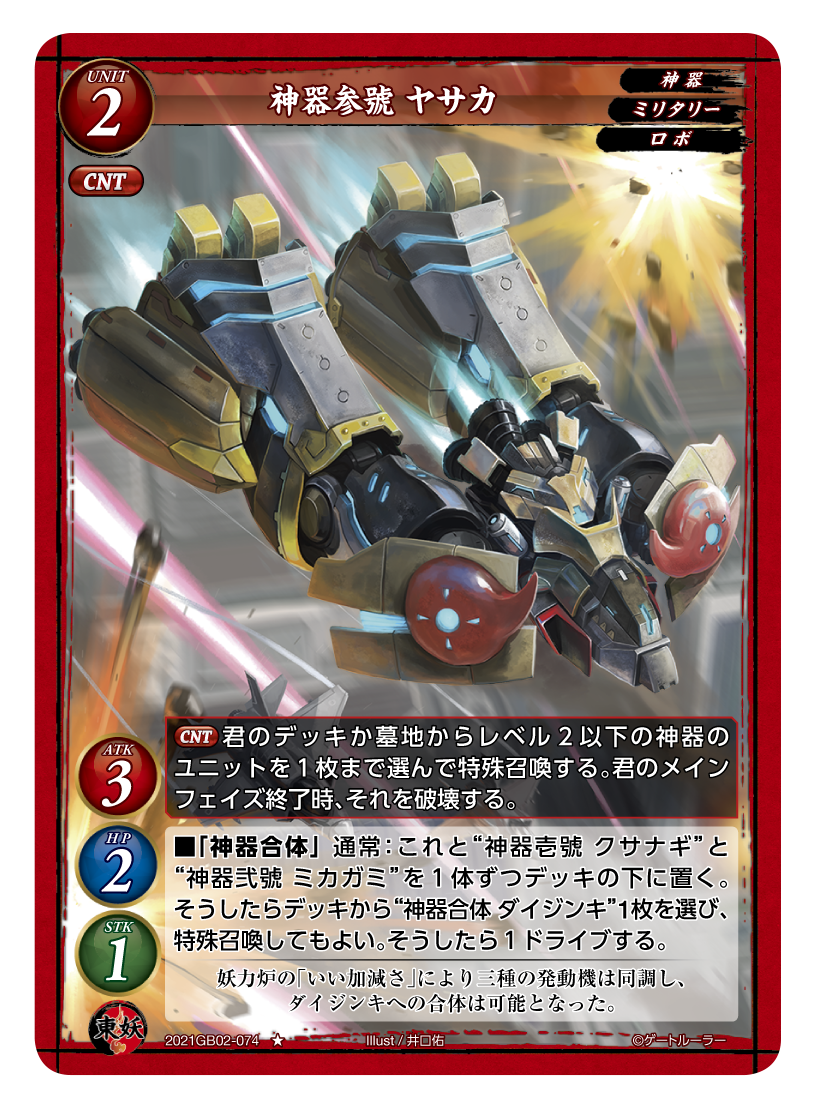 UNIT
2
神器参號 ヤサカ
神器
ミリタリー
ロボ
CNT
CNT 君のデッキか墓地からレベル2以下の神器の
ユニットを1枚まで選んで特殊召喚する。君のメイン
フェイズ終了時、それを破壊する。
ATK
3
HP
2
STK
1
■「神器合体」 通常：これと“神器壱號 クサナギ”と
“神器弐號 ミカガミ”を1体ずつデッキの下に置く。
そうしたらデッキから“神器合体 ダイジンキ”1枚を選び、
特殊召喚してもよい。そうしたら1ドライブする。
妖力炉の「いい加減さ」により三種の発動機は同調し、
ダイジンキへの合体は可能となった。
東妖
2021GB02-074 ★
Illust / 井口佑
©ゲートルーラー